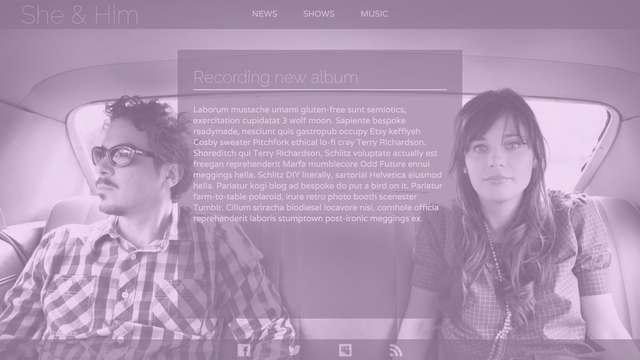 She & Him
NEWS SHOWS MUSIC
Recording new album
Laborum mustache umami gluten-free sunt semiotics,
exercitation cupidatat 3 wolf moon. Sapiente bespoke
readymade, nesciunt quis gastropub occupy Etsy keffiyeh
Cosby sweater Pitchfork ethical lo-fi cray Terry Richardson.
Shoreditch qui Terry Richardson, Schlitz voluptate actually est
freegan reprehenderit Marfa mumblecore Odd Future ennui
meggings hella. Schlitz DIY literally, sartorial Helvetica eiusmod
hella. Pariatur kogi blog ad bespoke do put a bird on it. Pariatur
farm-to-table polaroid, irure retro photo booth scenester
Tumblr. Cillum sriracha biodiesel locavore nisi, cornhole officia
reprehenderit laboris stumptown post-ironic meggings ex.